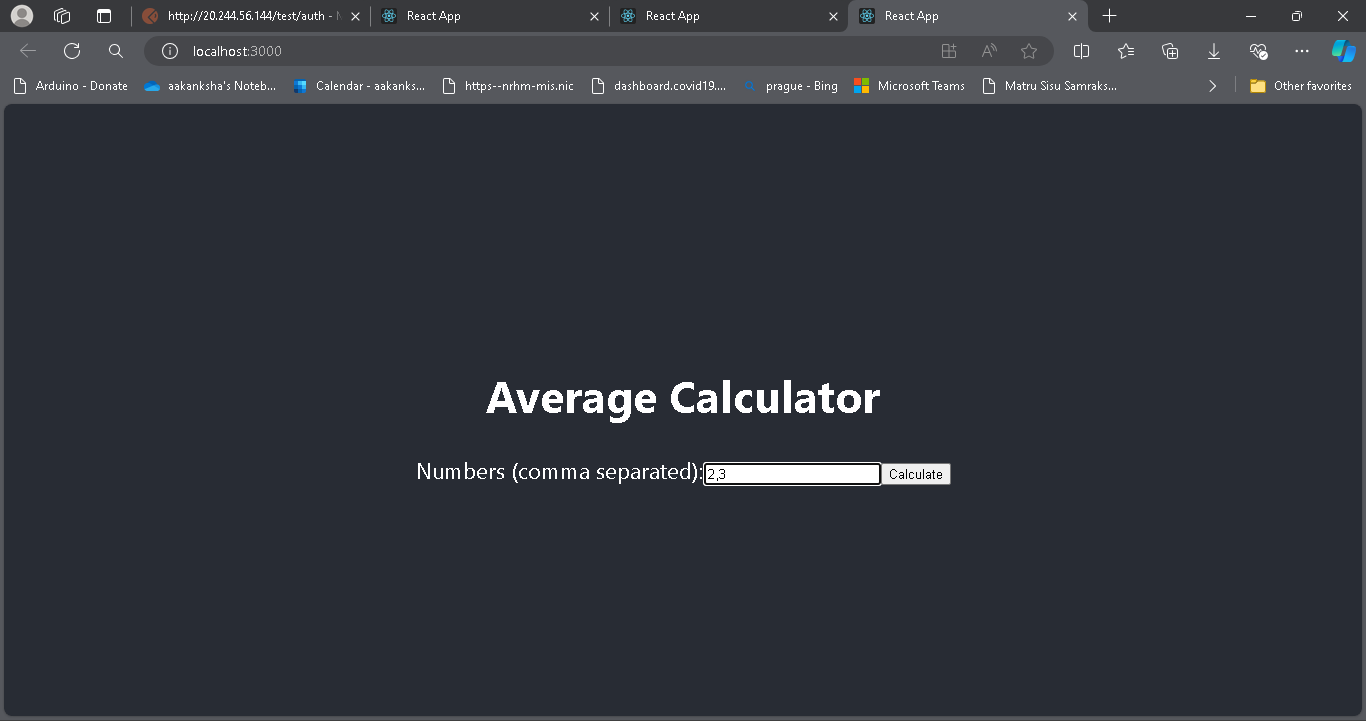 http://20.244.56.144/test/auth -
React App
React App
React App
localhost:3000
Arduino - Donate
aakanksha's Noteb...
Calendar - aakanks...
https--nrhm-mis.nic
dashboard.covid19....
prague - Bing
Microsoft Teams
Matru Sisu Samraks...
Other favorites
Average Calculator
Numbers (comma separated):2,3 Calculate